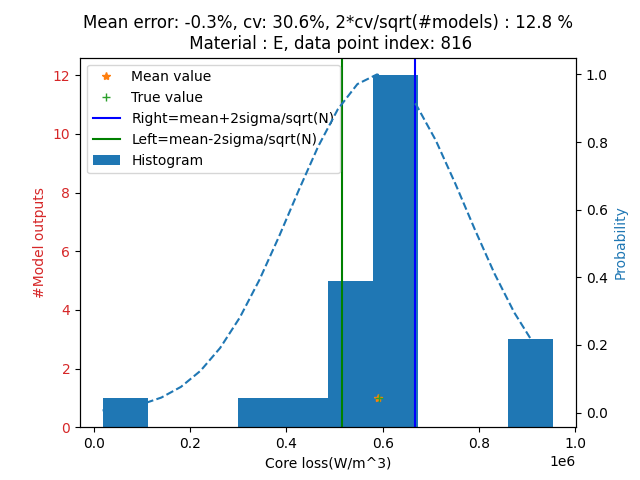 Mean error: -0.3%, cv: 30.6%, 2*cv/sqrt(#models) : 12.8 %
Material : E, data point index: 816
Mean value
True value
Right=mean+2sigma/sqrt(N)
Left=mean-2sigma/sqrt(N)
Histogram
12
10
8
6
4
2
0
#Model outputs
1.0
0.8
0.6
0.4
0.2
0.0
Probability
0.0 0.2 0.4 0.6 0.8 1.0
1e6
Core loss(W/m^3)